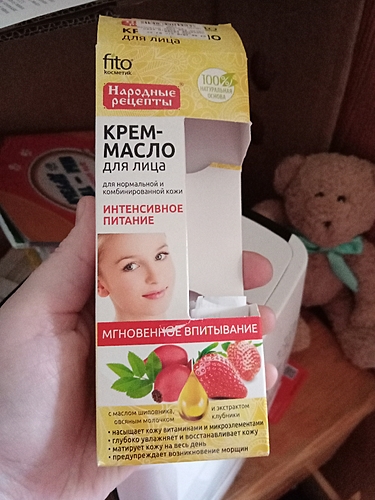 для лица
fito
косметик
Народные
рецепты
100%
НАТУРАЛЬНАЯ
ОСНОВА
КРЕМ-
МАСЛО
для лица
для нормальной и
комбинированной кожи
ИНТЕНСИВНОЕ
ПИТАНИЕ
МГНОВЕННОЕ ВПИТЫВАНИЕ
с маслом шиповника,
овсяным молочком
и экстрактом
клубники
• насыщает кожу витаминами и микроэлементами
• глубоко увлажняет и восстанавливает кожу
• матирует кожу на весь день
• предупреждает возникновение морщин